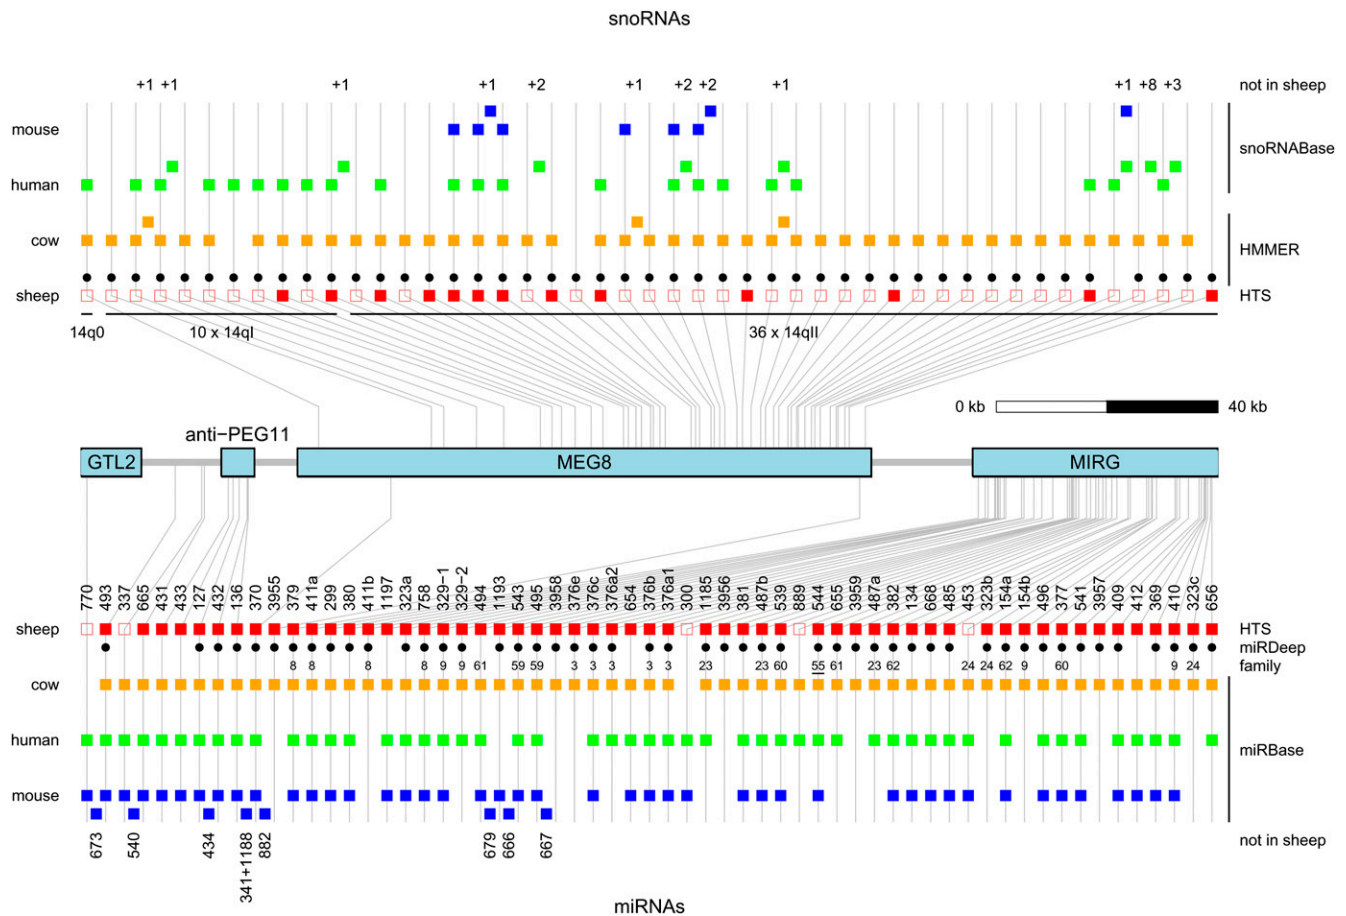 snoRNAs
+1 +1 +1 +1 +2 +1 +2 +2 +1 +1 +8 +3 not in sheep
mouse
snoRNABase
human
cow
HMMER
sheep HTS
14q0 10 x 14qI 36 x 14qII
0 kb 40 kb
anti−PEG11
GTL2 MEG8 MIRG
770 493 337 665 431 433 127 432 136 370 3955 379 411a 299 380 411b 1197 323a 758 329−1 329−2 494 1193 543 495 3958 376e 376c 376a2 654 376b 376a1 300 1185 3956 381 487b 539 889 544 655 3959 487a 382 134 668 485 453 323b 154a 154b 496 377 541 3957 409 412 369 410 323c 656
sheep HTS
miRDeep
8 8 8 8 9 9 61 59 59 3 3 3 3 3 23 23 60 55 61 23 62 24 24 62 9 60 9 24 family
cow
human miRBase
mouse
673 540 434 341+1188 882 679 666 667 not in sheep
miRNAs